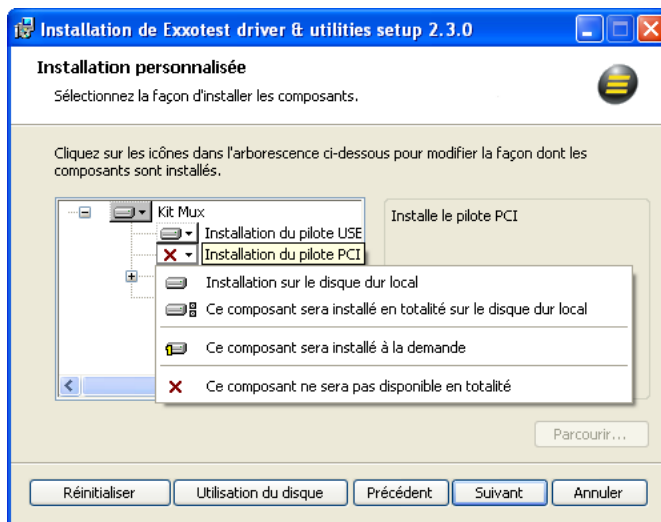 Installation de Exxotest driver & utilities setup 2.3.0
Installation personnalisée
Sélectionnez la façon d'installer les composants.
Cliquez sur les icônes dans l'arborescence ci-dessous pour modifier la façon dont les
composants sont installés.
Kit Mux
Installation du pilote USE
Installation du pilote PCI
Installe le pilote PCI
Installation sur le disque dur local
Ce composant sera installé en totalité sur le disque dur local
Ce composant sera installé à la demande
Ce composant ne sera pas disponible en totalité
Parcourir...
Réinitialiser
Utilisation du disque
Précédent
Suivant
Annuler